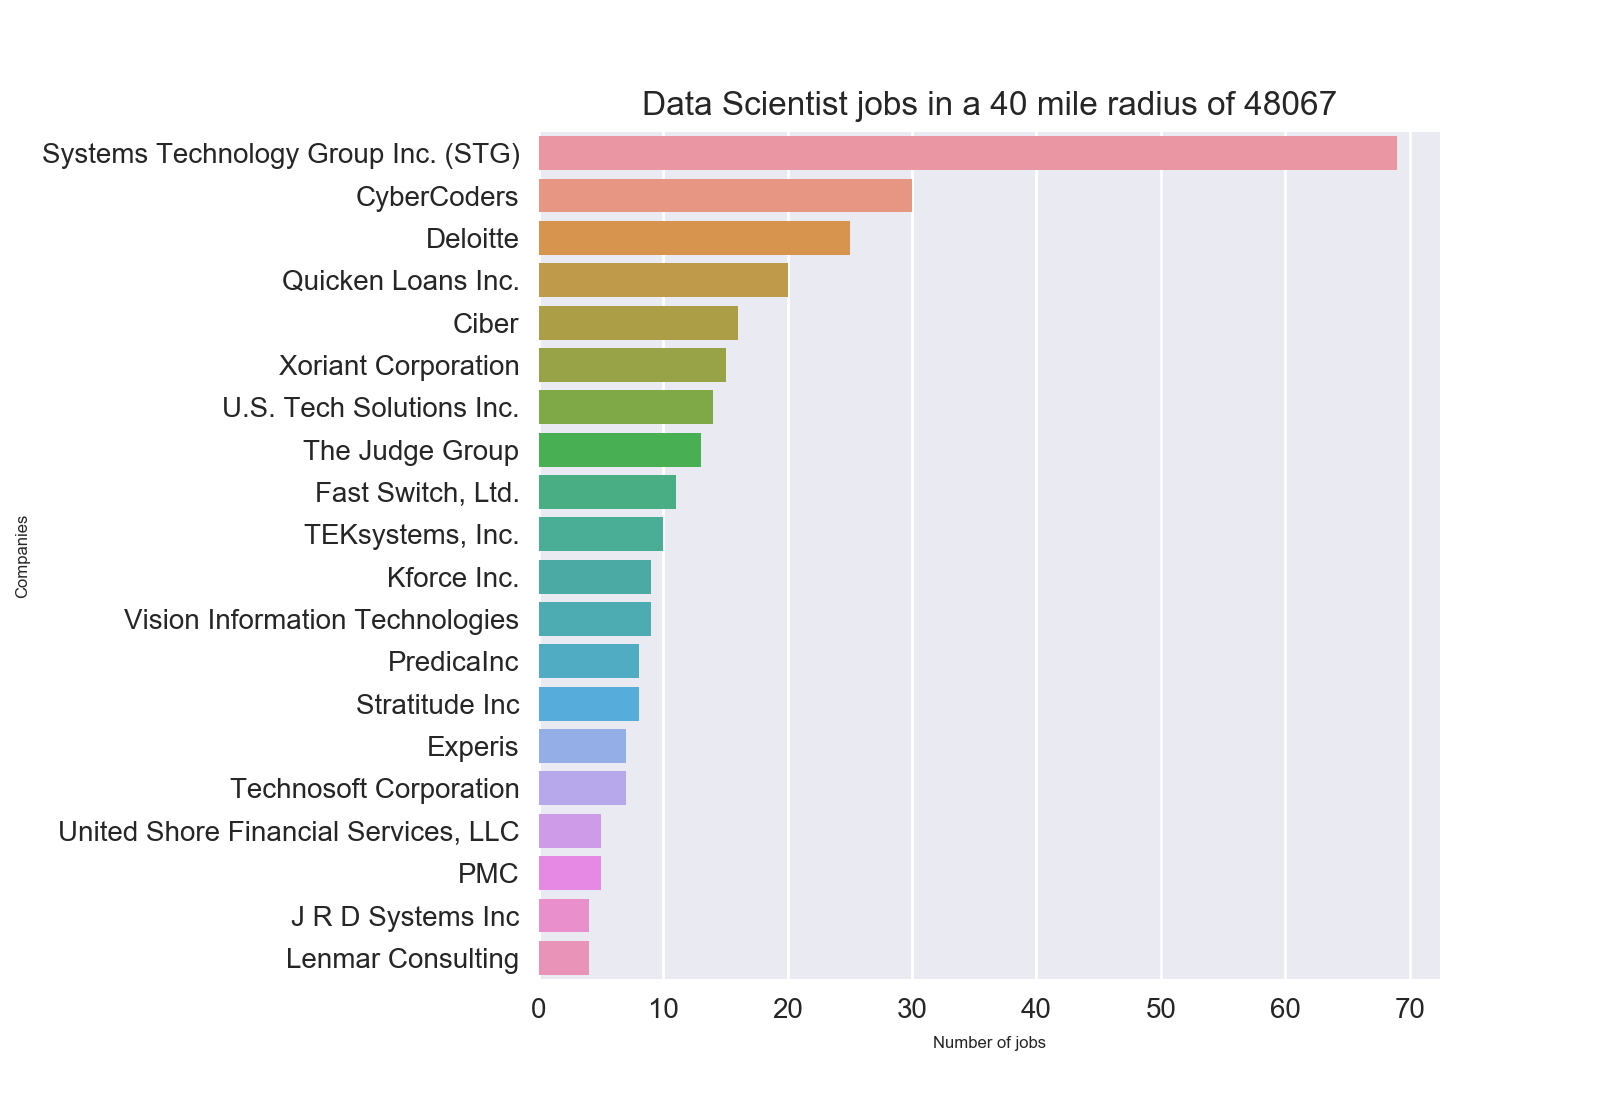 Data Scientist jobs in a 40 mile radius of 48067
Systems Technology Group Inc. (STG)
CyberCoders
Deloitte
Quicken Loans Inc.
Ciber
Xoriant Corporation
U.S. Tech Solutions Inc.
The Judge Group
Fast Switch, Ltd.
TEKsystems, Inc.
Kforce Inc.
Vision Information Technologies
PredicaInc
Stratitude Inc
Experis
Technosoft Corporation
United Shore Financial Services, LLC
PMC
J R D Systems Inc
Lenmar Consulting
Companies
0 10 20 30 40 50 60 70
Number of jobs